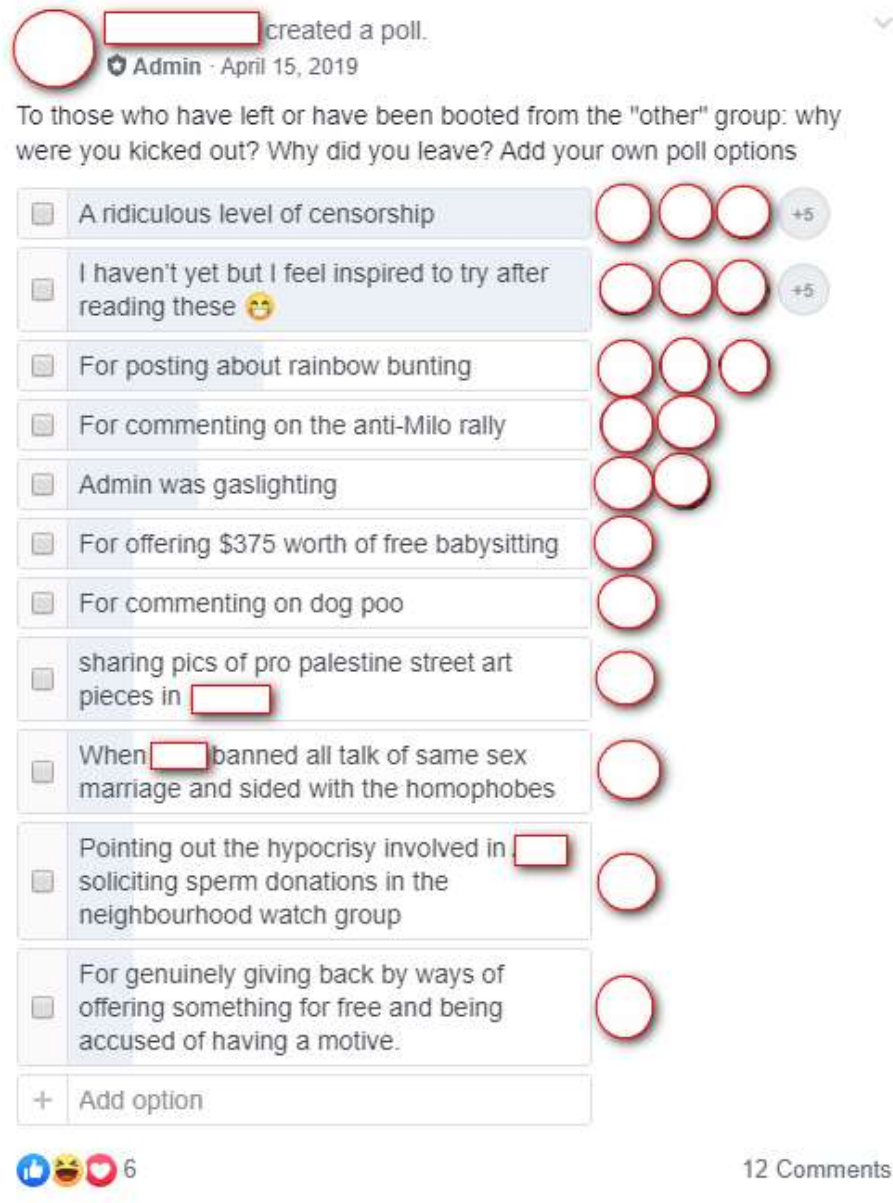 created a poll.
Admin · April 15, 2019
To those who have left or have been booted from the "other" group: why
were you kicked out? Why did you leave? Add your own poll options
A ridiculous level of censorship
+5
I haven't yet but I feel inspired to try after
reading these 😁
+5
For posting about rainbow bunting
For commenting on the anti-Milo rally
Admin was gaslighting
For offering $375 worth of free babysitting
For commenting on dog poo
sharing pics of pro palestine street art
pieces in
When banned all talk of same sex
marriage and sided with the homophobes
Pointing out the hypocrisy involved in
soliciting sperm donations in the
neighbourhood watch group
For genuinely giving back by ways of
offering something for free and being
accused of having a motive.
+ Add option
6
12 Comments